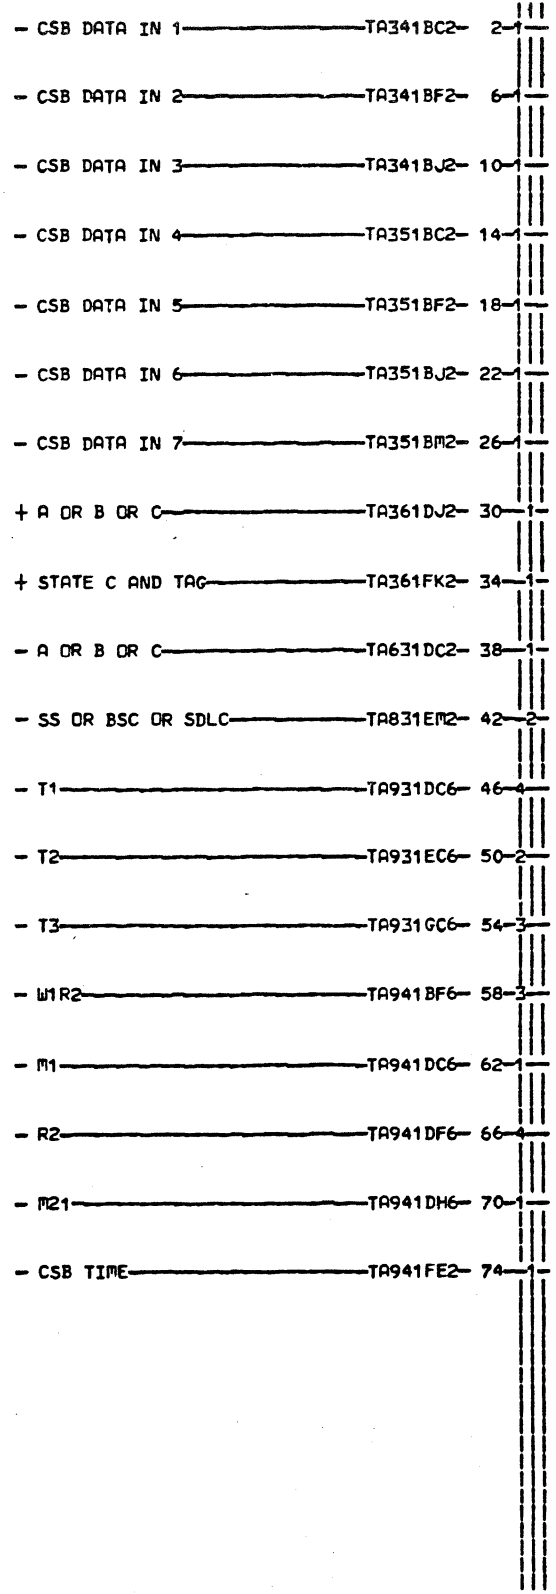 1
- CSB DATA IN 1 TA341BC2- 2-1
- CSB DATA IN 2 TA341BF2- 6-1
- CSB DATA IN 3 TA341BJ2- 10-1
- CSB DATA IN 4 TA351BC2- 14-1
- CSB DATA IN 5 TA351BF2- 18-1
- CSB DATA IN 6 TA351BJ2- 22-1
- CSB DATA IN 7 TA351BM2- 26-1
+ A OR B OR C TA361DJ2- 30-1-
+ STATE C AND TAG TA361FK2- 34-1-
- A OR B OR C TA631DC2- 38-1-
- SS OR BSC OR SDLC TA831EM2- 42-2-
- T1 TA931DC6- 46-4
- T2 TA931EC6- 50-2
- T3 TA931GC6- 54-3
- W1R2 TA941BF6- 58-3
- M1 TA941DC6- 62-1
- R2 TA941DF6- 66-4
- M21 TA941DH6- 70-1
- CSB TIME TA941FE2- 74-1-